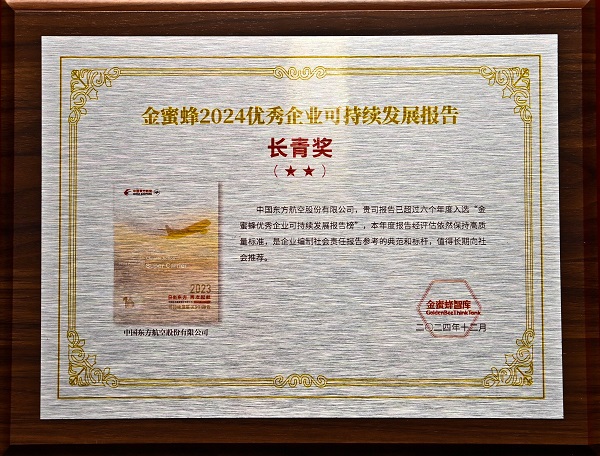 金蜜蜂2024优秀企业可持续发展报告
长青奖
（★★）
中国东方航空股份有限公司，贵司报告已超过六个年度入选“金
蜜蜂优秀企业可持续发展报告榜”，本年度报告经评估依然保持高质
量标准，是企业编制社会责任报告参考的典范和标杆，值得长期向社
会推荐。
2023
中国东方航空股份有限公司
金蜜蜂智库
GoldenBeeThinkTank
二〇二四年十二月